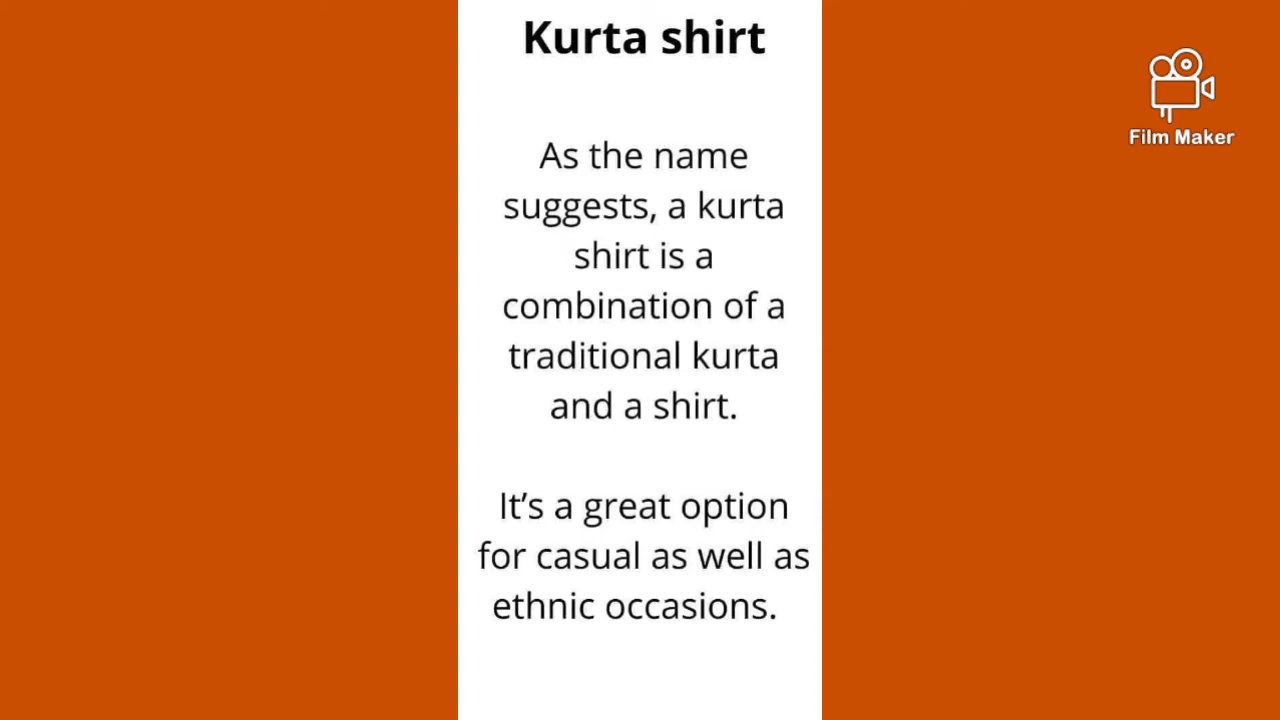 Kurta shirt
Film Maker
As the name
suggests, a kurta
shirt is a
combination of a
traditional kurta
and a shirt.
It’s a great option
for casual as well as
ethnic occasions.